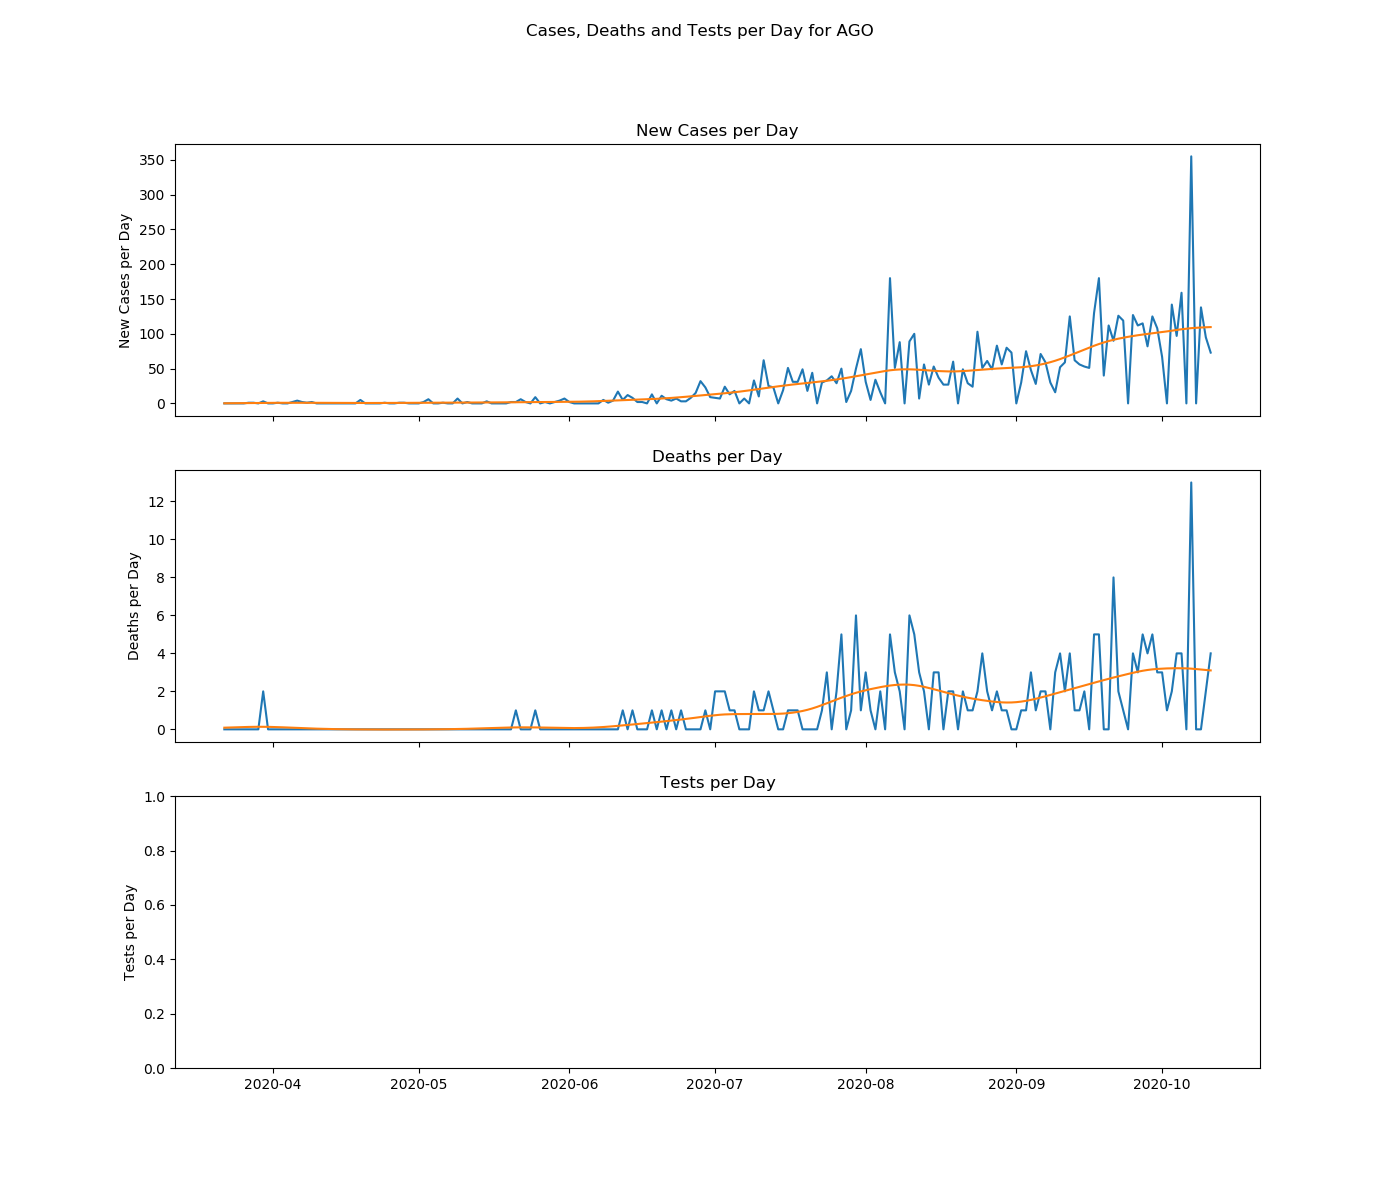 Cases, Deaths and Tests per Day for AGO
New Cases per Day
New Cases per Day
350
300
250
200
150
100
50
0
Deaths per Day
Deaths per Day
12
10
8
6
4
2
0
Tests per Day
Tests per Day
1.0
0.8
0.6
0.4
0.2
0.0
2020-04 2020-05 2020-06 2020-07 2020-08 2020-09 2020-10